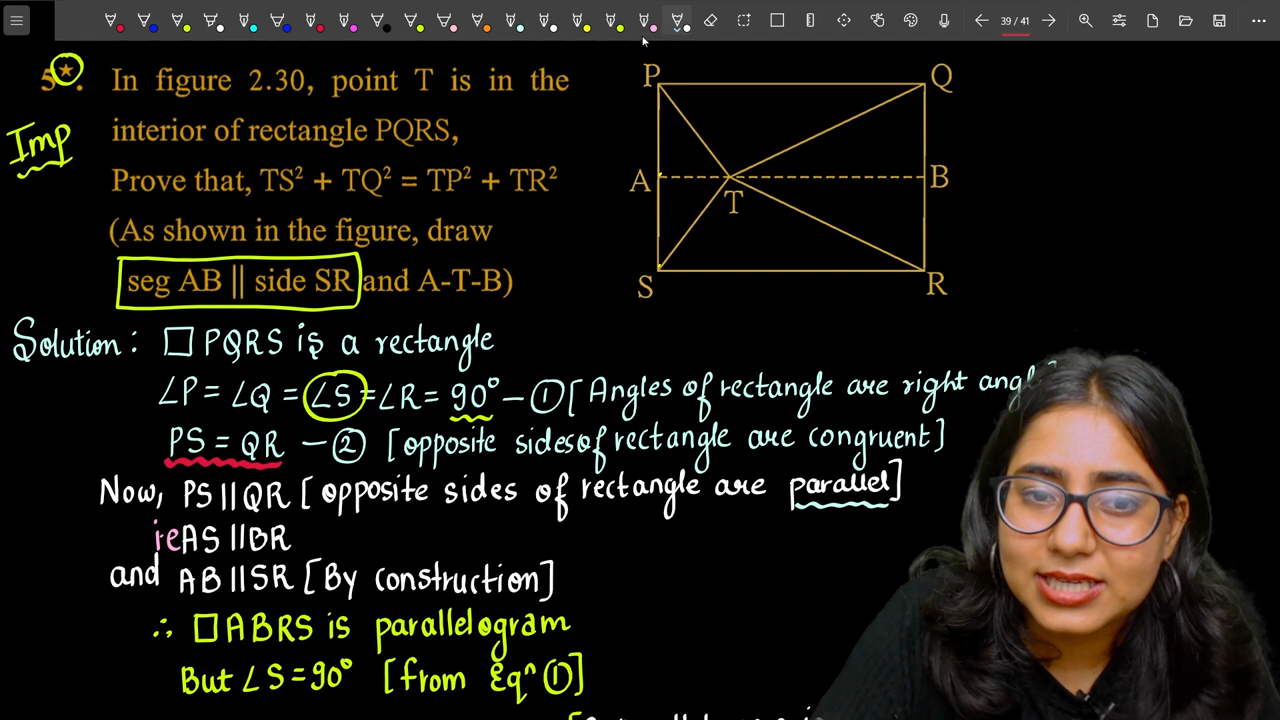 39 / 41
5*. In figure 2.30, point T is in the
interior of rectangle PQRS,
Prove that, TS² + TQ² = TP² + TR²
(As shown in the figure, draw
seg AB || side SR and A-T-B)
Imp
P
Q
A
B
T
S
R
Solution: □ PQRS is a rectangle
∠P = ∠Q = ∠S = ∠R = 90° — ① [Angles of rectangle are right
PS = QR — ② [opposite sides of rectangle are congruent]
Now, PS || QR [opposite sides of rectangle are parallel]
ie AS || BR
and AB || SR [By construction]
∴ □ ABRS is parallelogram
But ∠S = 90° [from Eqⁿ ①]